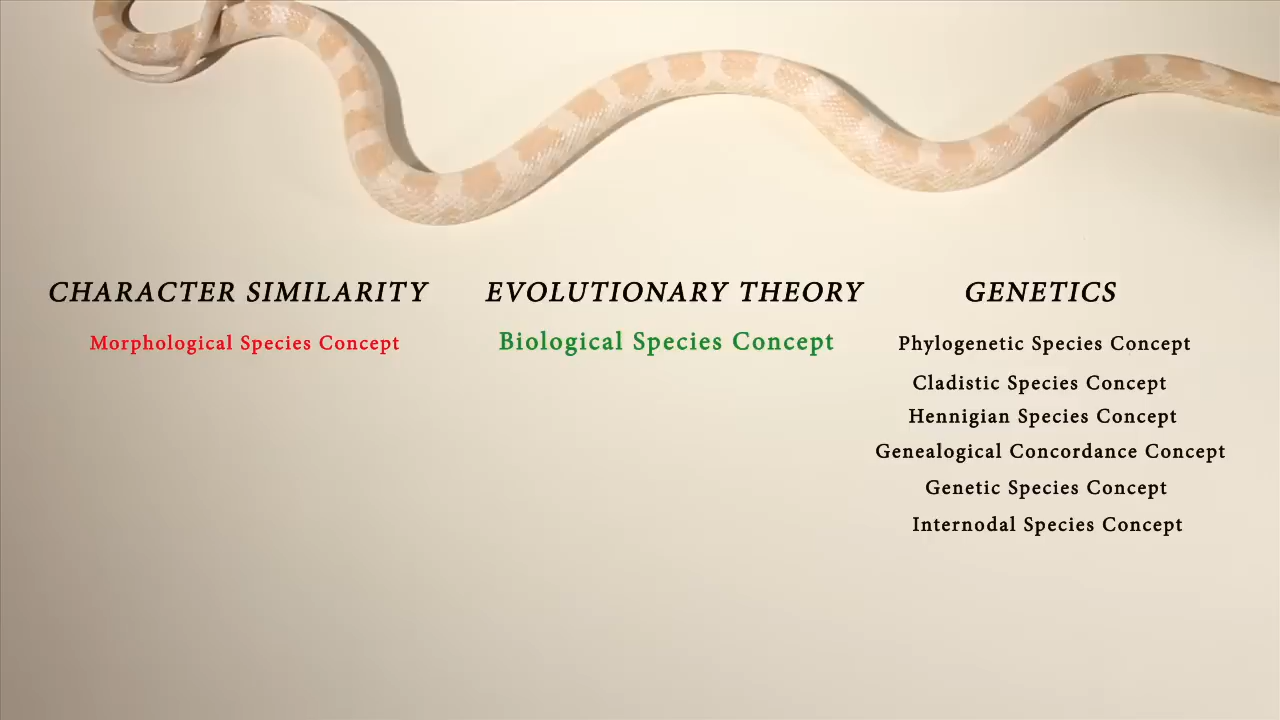 CHARACTER SIMILARITY
Morphological Species Concept
EVOLUTIONARY THEORY
Biological Species Concept
GENETICS
Phylogenetic Species Concept
Cladistic Species Concept
Hennigian Species Concept
Genealogical Concordance Concept
Genetic Species Concept
Internodal Species Concept